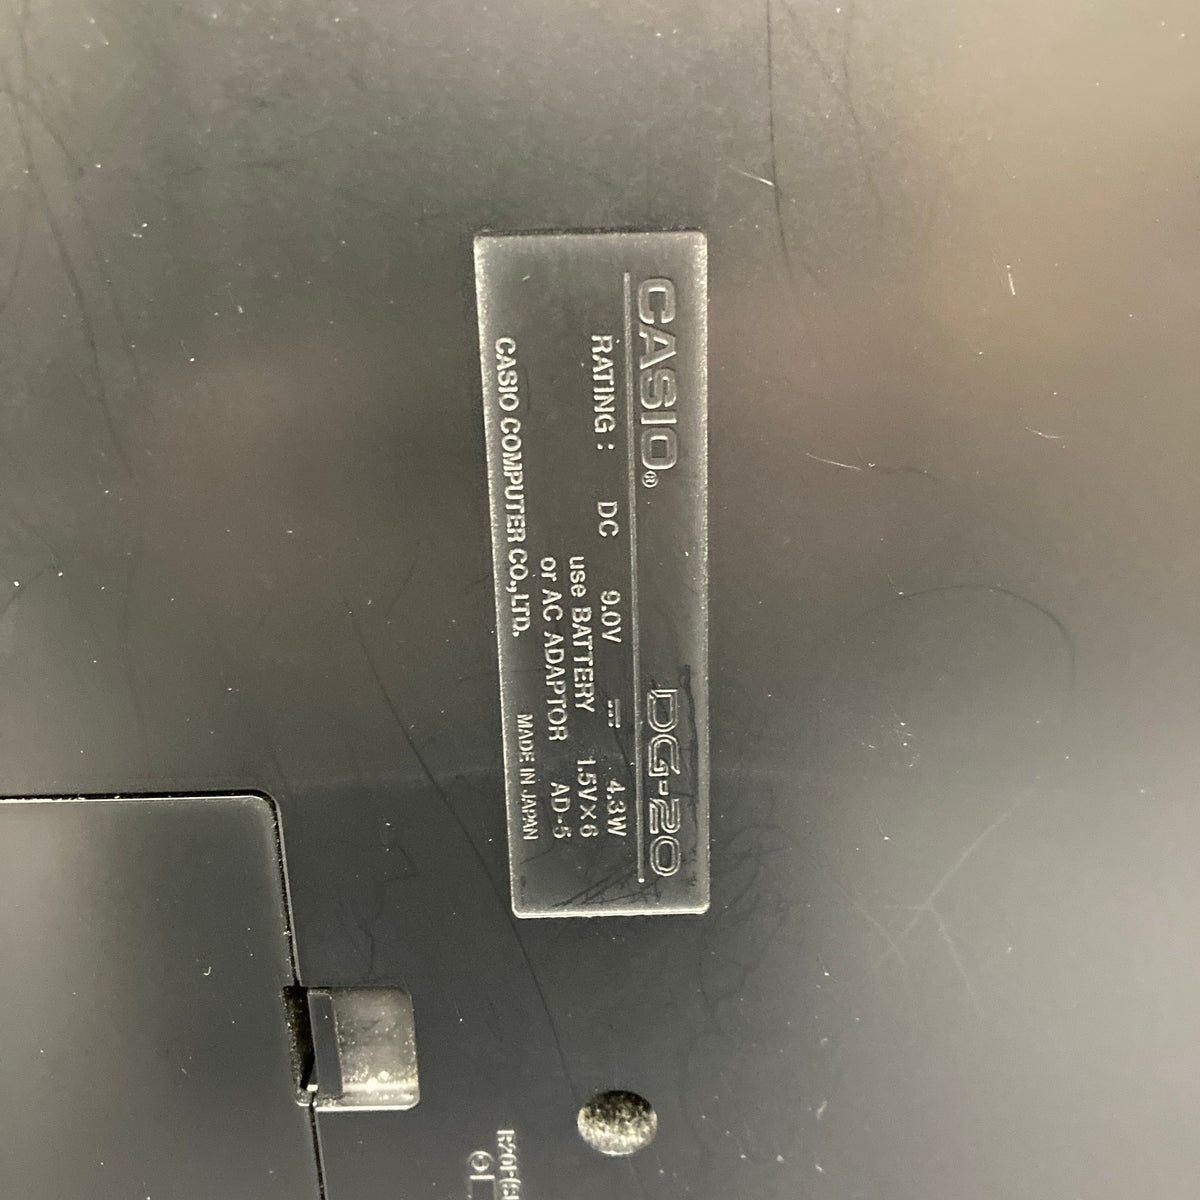 CASIO® DG-20
RATING : DC 9.0V ⎓ 4.3W
use BATTERY 1.5V×6
or AC ADAPTOR AD-5
CASIO COMPUTER CO., LTD. MADE IN JAPAN